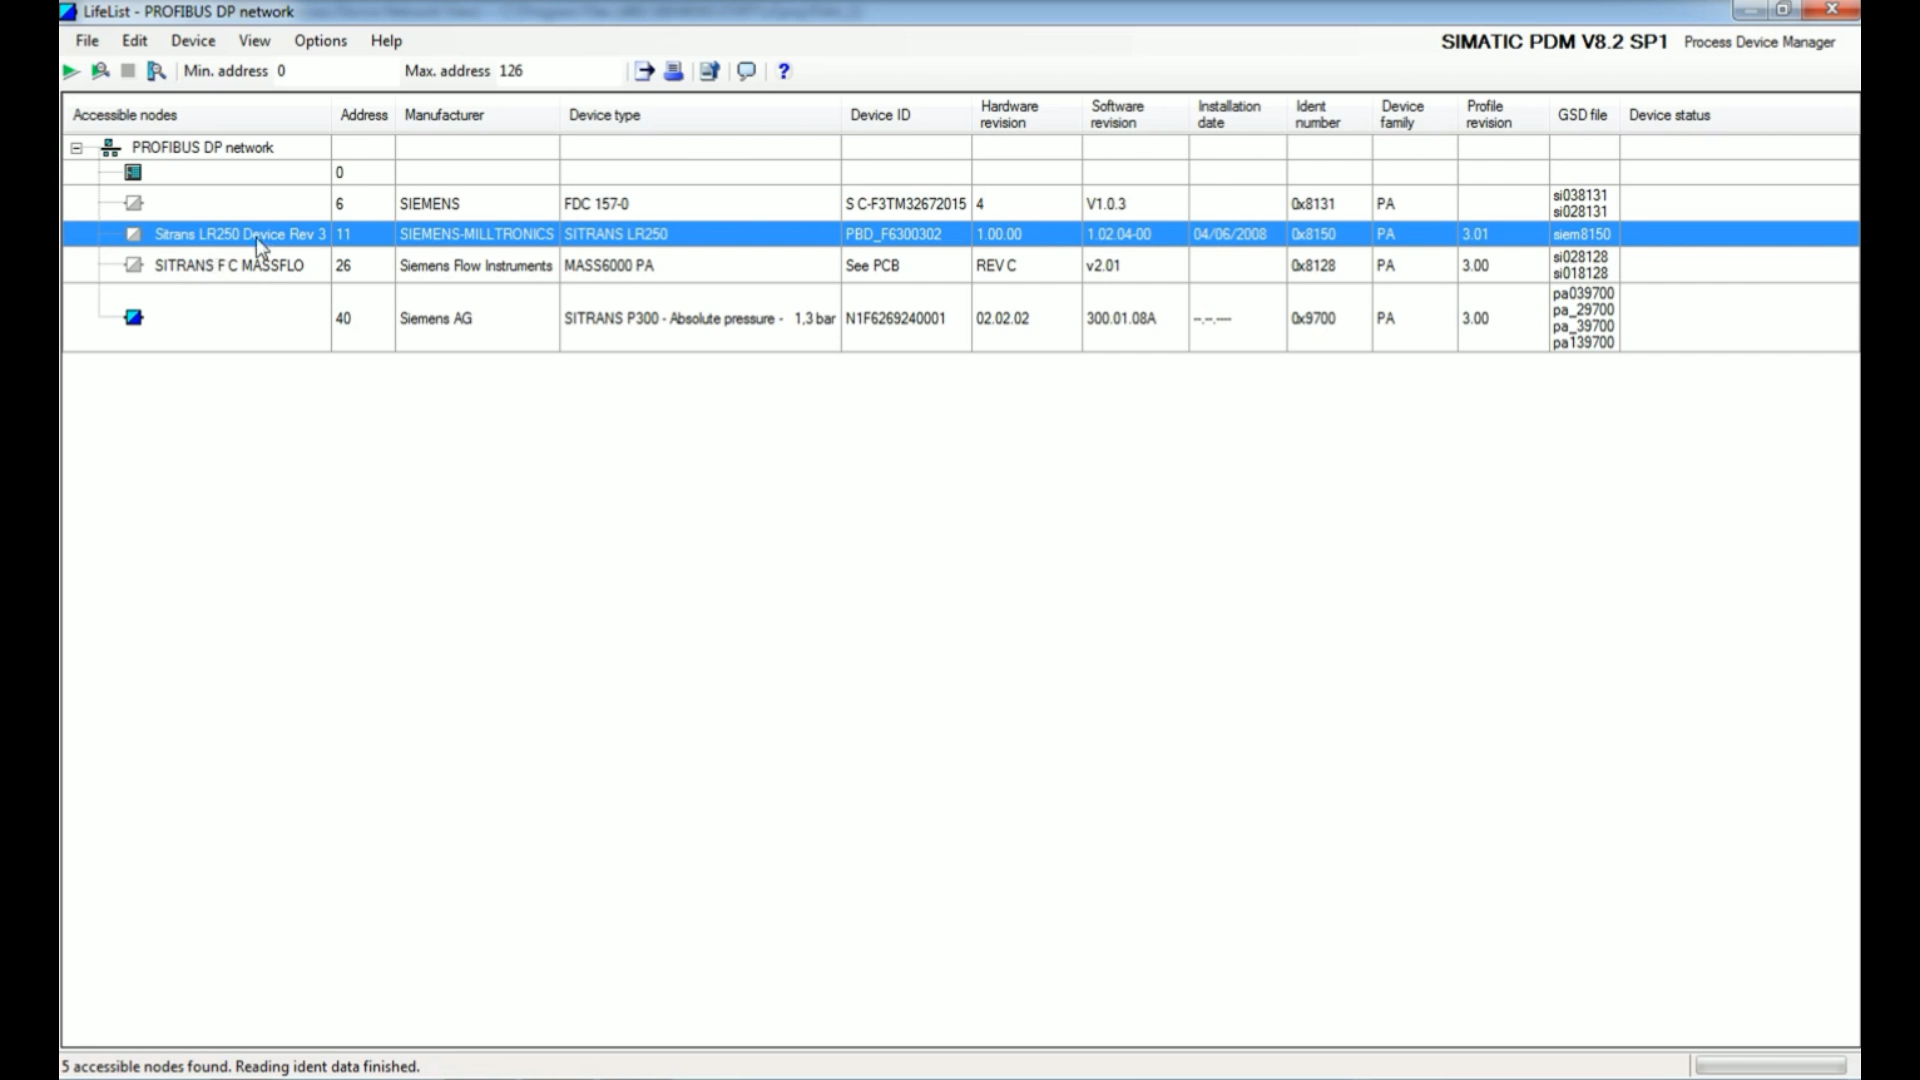 LifeList - PROFIBUS DP network
File Edit Device View Options Help
SIMATIC PDM V8.2 SP1 Process Device Manager
Min. address 0 Max. address 126 ?
Accessible nodes Address Manufacturer Device type Device ID Hardware revision Software revision Installation date Ident number Device family Profile revision GSD file Device status
PROFIBUS DP network
0
6 SIEMENS FDC 157-0 S C-F3TM32672015 4 V1.0.3 0x8131 PA si038131
si028131
Sitrans LR250 Device Rev 3 11 SIEMENS-MILLTRONICS SITRANS LR250 PBD_F6300302 1.00.00 1.02.04-00 04/06/2008 0x8150 PA 3.01 siem8150
SITRANS F C MASSFLO 26 Siemens Flow Instruments MASS6000 PA See PCB REV C v2.01 0x8128 PA 3.00 si028128
si018128
40 Siemens AG SITRANS P300 - Absolute pressure - 1,3 bar N1F6269240001 02.02.02 300.01.08A --.--.---- 0x9700 PA 3.00 pa039700
pa_29700
pa_39700
pa139700
5 accessible nodes found. Reading ident data finished.